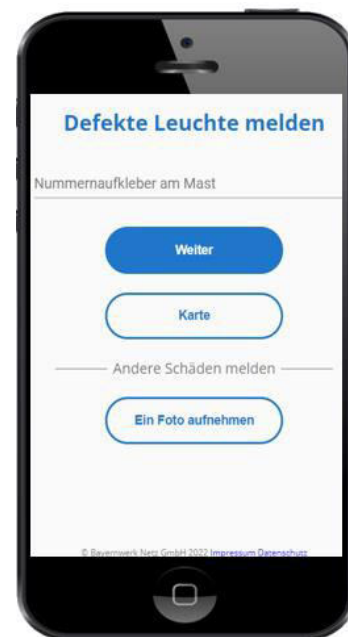 Defekte Leuchte melden
Nummernaufkleber am Mast
Weiter
Karte
Andere Schäden melden
Ein Foto aufnehmen
© Bayernwerk Netz GmbH 2022 Impressum Datenschutz